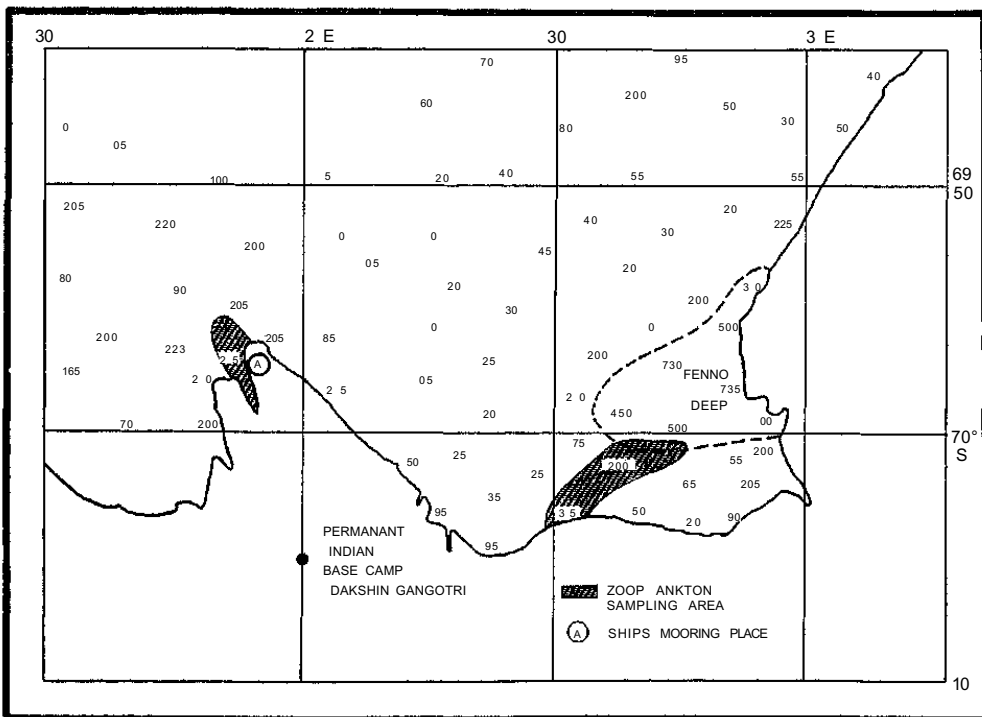 30 2 E 30 3 E
70 95
40
60 200 50
0 80 30 50
05
100 5 20 40 55 55 69
50
205 20
220 40 225
200 0 0 30
45
05 20
80 20
90 30
205 200
0 0 500
200 205 85
223 2 5 A 25 200
165 20 05 2 5 730 FENNO
735
20 DEEP
450
20 00
70 200 500 70°
75 200 S
50 25 200 55
25 65 205
35
95 3 5 50 90
20
95
PERMANANT
INDIAN
BASE CAMP
DAKSHIN GANGOTRI
ZOOP ANKTON
SAMPLING AREA
A SHIPS MOORING PLACE
10
3 0